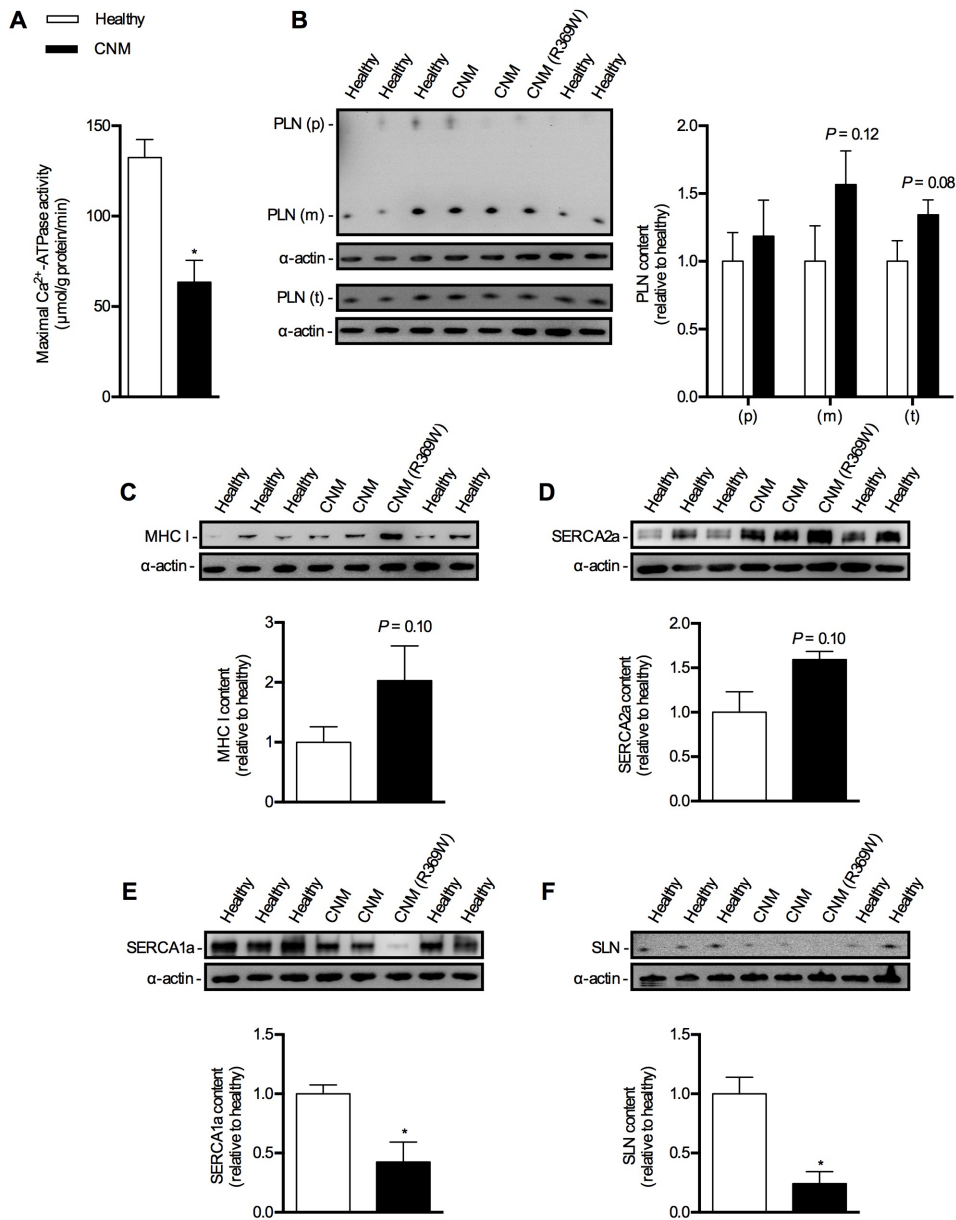 A
Healthy
CNM
150
100
50
0
Maximal Ca2+-ATPase activity
(μmol/g protein/min)
*
B
Healthy
Healthy
Healthy
CNM
CNM
CNM (R369W)
Healthy
Healthy
PLN (p) -
PLN (m) -
α-actin -
PLN (t) -
α-actin -
2.0
1.5
1.0
0.5
0.0
PLN content
(relative to healthy)
P = 0.12
P = 0.08
(p)
(m)
(t)
C
Healthy
Healthy
Healthy
CNM
CNM
CNM (R369W)
Healthy
Healthy
MHC I -
α-actin -
3
2
1
0
MHC I content
(relative to healthy)
P = 0.10
D
Healthy
Healthy
Healthy
CNM
CNM
CNM (R369W)
Healthy
Healthy
SERCA2a -
α-actin -
2.0
1.5
1.0
0.5
0.0
SERCA2a content
(relative to healthy)
P = 0.10
E
Healthy
Healthy
Healthy
CNM
CNM
CNM (R369W)
Healthy
Healthy
SERCA1a -
α-actin -
1.5
1.0
0.5
0.0
SERCA1a content
(relative to healthy)
*
F
Healthy
Healthy
Healthy
CNM
CNM
CNM (R369W)
Healthy
Healthy
SLN -
α-actin -
1.5
1.0
0.5
0.0
SLN content
(relative to healthy)
*